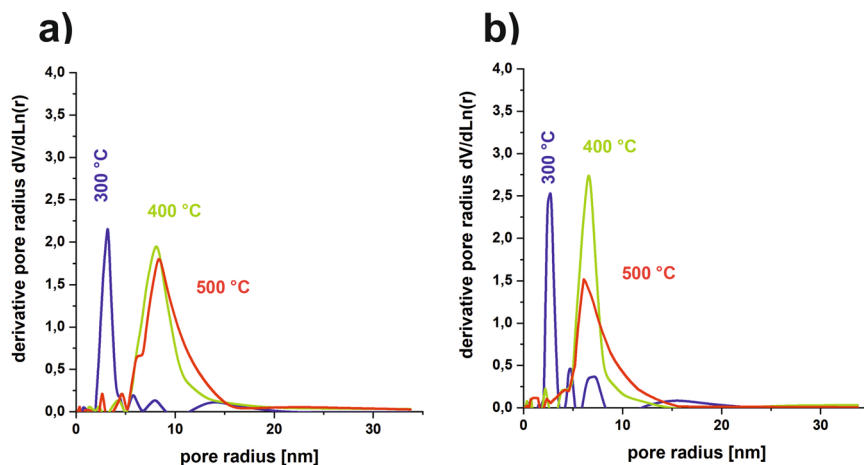 a)
4,0
3,5
3,0
2,5
2,0
1,5
1,0
0,5
0,0
0
10
20
30
derivative pore radius dV/dLn(r)
pore radius [nm]
300 °C
400 °C
500 °C
b)
4,0
3,5
3,0
2,5
2,0
1,5
1,0
0,5
0,0
0
10
20
30
derivative pore radius dV/dLn(r)
pore radius [nm]
300 °C
400 °C
500 °C